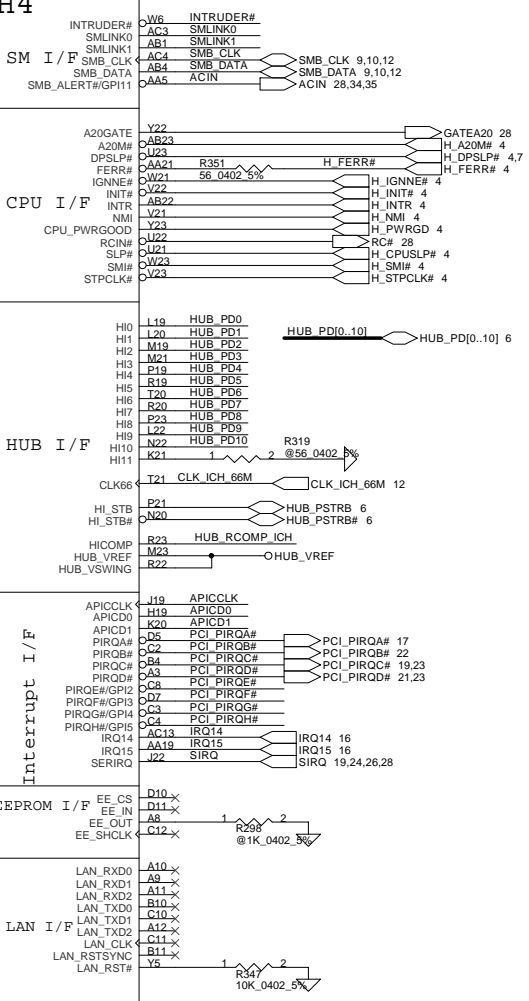 H4
SM I/F
INTRUDER# W6 INTRUDER#
SMLINK0 AC3 SMLINK0
SMLINK1 AB1 SMLINK1
SMB_CLK AC4 SMB_CLK SMB_CLK 9,10,12
SMB_DATA AB4 SMB_DATA SMB_DATA 9,10,12
SMB_ALERT#/GPI11 AA5 ACIN ACIN 28,34,35
CPU I/F
A20GATE Y22 GATEA20 28
A20M# AB23 H_A20M# 4
DPSLP# U23 H_DPSLP# 4,7
FERR# AA21 R351 56_0402_5% H_FERR# H_FERR# 4
IGNNE# W21 H_IGNNE# 4
INIT# V22 H_INIT# 4
INTR AB22 H_INTR 4
NMI V21 H_NMI 4
CPU_PWRGOOD Y23 H_PWRGD 4
RCIN# U22 RC# 28
SLP# U21 H_CPUSLP# 4
SMI# W23 H_SMI# 4
STPCLK# V23 H_STPCLK# 4
HUB I/F
HI0 L19 HUB_PD0
HI1 L20 HUB_PD1 HUB_PD[0..10] HUB_PD[0..10] 6
HI2 M19 HUB_PD2
HI3 M21 HUB_PD3
HI4 P19 HUB_PD4
HI5 R19 HUB_PD5
HI6 T20 HUB_PD6
HI7 R20 HUB_PD7
HI8 P23 HUB_PD8
HI9 L22 HUB_PD9
HI10 N22 HUB_PD10
HI11 K21 1 2 R319 @56_0402_5%
CLK66 T21 CLK_ICH_66M CLK_ICH_66M 12
HI_STB P21 HUB_PSTRB 6
HI_STB# N20 HUB_PSTRB# 6
HICOMP R23 HUB_RCOMP_ICH
HUB_VREF M23 HUB_VREF
HUB_VSWING R22
Interrupt I/F
APICCLK J19 APICCLK
APICD0 H19 APICD0
APICD1 K20 APICD1
PIRQA# D5 PCI_PIRQA# PCI_PIRQA# 17
PIRQB# C2 PCI_PIRQB# PCI_PIRQB# 22
PIRQC# B4 PCI_PIRQC# PCI_PIRQC# 19,23
PIRQD# A3 PCI_PIRQD# PCI_PIRQD# 21,23
PIRQE#/GPI2 C8 PCI_PIRQE#
PIRQF#/GPI3 D7 PCI_PIRQF#
PIRQG#/GPI4 C3 PCI_PIRQG#
PIRQH#/GPI5 C4 PCI_PIRQH#
IRQ14 AC13 IRQ14 IRQ14 16
IRQ15 AA19 IRQ15 IRQ15 16
SERIRQ J22 SIRQ SIRQ 19,24,26,28
EEPROM I/F
EE_CS D10
EE_IN D11
EE_OUT A8 1 2
EE_SHCLK C12 R298
@1K_0402_5%
LAN I/F
LAN_RXD0 A10
LAN_RXD1 A9
LAN_RXD2 A11
LAN_TXD0 B10
LAN_TXD1 C10
LAN_TXD2 A12
LAN_CLK C11
LAN_RSTSYNC B11
LAN_RST# Y5 1 2
R347
10K_0402_5%